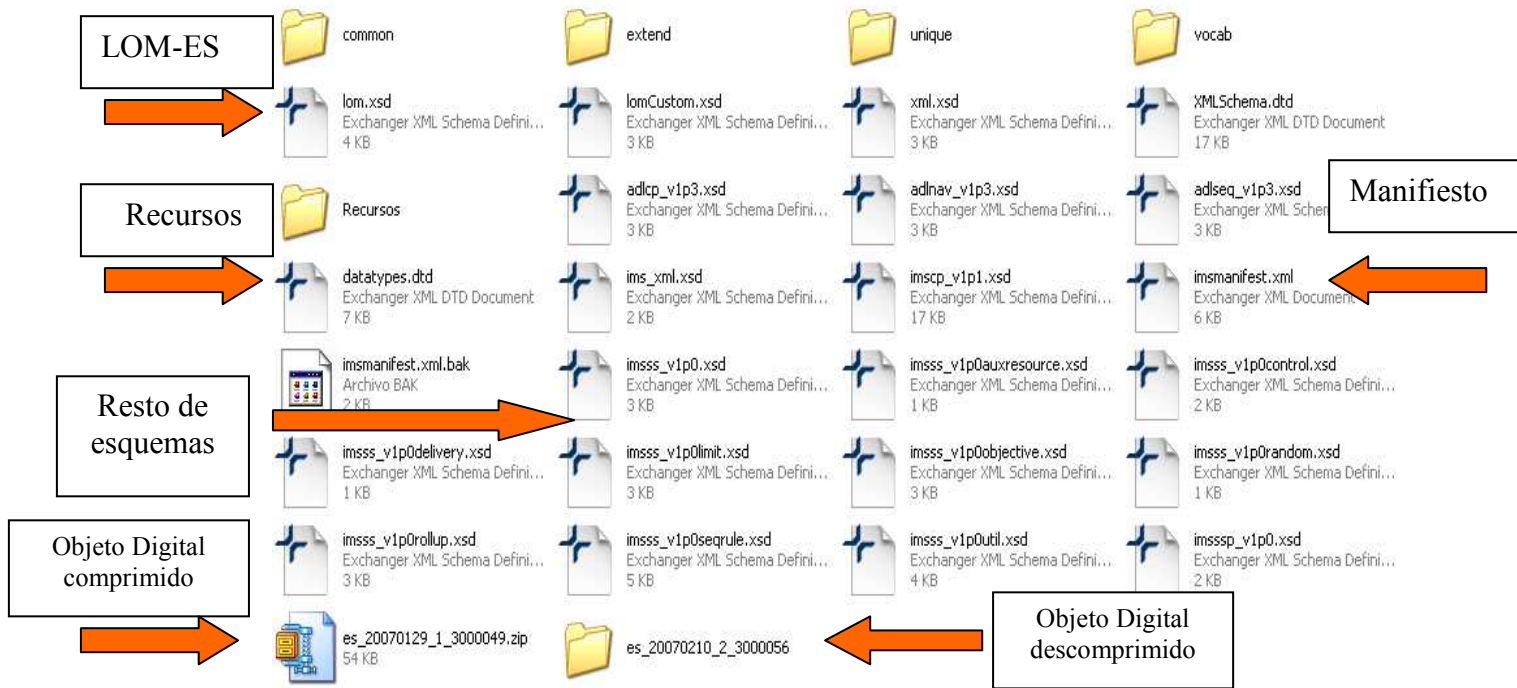 LOM-ES
common
extend
unique
vocab
lom.xsd
Exchanger XML Schema Defini...
4 KB
lomCustom.xsd
Exchanger XML Schema Defini...
3 KB
xml.xsd
Exchanger XML Schema Defini...
3 KB
XMLSchema.dtd
Exchanger XML DTD Document
17 KB
Recursos
Recursos
adlcp_v1p3.xsd
Exchanger XML Schema Defini...
3 KB
adlnav_v1p3.xsd
Exchanger XML Schema Defini...
3 KB
adlseq_v1p3.xsd
Exchanger XML Schem
3 KB
Manifiesto
datatypes.dtd
Exchanger XML DTD Document
7 KB
ims_xml.xsd
Exchanger XML Schema Defini...
2 KB
imscp_v1p1.xsd
Exchanger XML Schema Defini...
17 KB
imsmanifest.xml
Exchanger XML Document
6 KB
Resto de
esquemas
imsmanifest.xml.bak
Archivo BAK
2 KB
imsss_v1p0.xsd
Exchanger XML Schema Defini...
3 KB
imsss_v1p0auxresource.xsd
Exchanger XML Schema Defini...
1 KB
imsss_v1p0control.xsd
Exchanger XML Schema Defini...
2 KB
imsss_v1p0delivery.xsd
Exchanger XML Schema Defini...
1 KB
imsss_v1p0limit.xsd
Exchanger XML Schema Defini...
3 KB
imsss_v1p0objective.xsd
Exchanger XML Schema Defini...
3 KB
imsss_v1p0random.xsd
Exchanger XML Schema Defini...
1 KB
Objeto Digital
comprimido
imsss_v1p0rollup.xsd
Exchanger XML Schema Defini...
3 KB
imsss_v1p0seqrule.xsd
Exchanger XML Schema Defini...
5 KB
imsss_v1p0util.xsd
Exchanger XML Schema Defini...
4 KB
imsssp_v1p0.xsd
Exchanger XML Schema Defini...
2 KB
es_20070129_1_3000049.zip
54 KB
es_20070210_2_3000056
Objeto Digital
descomprimido